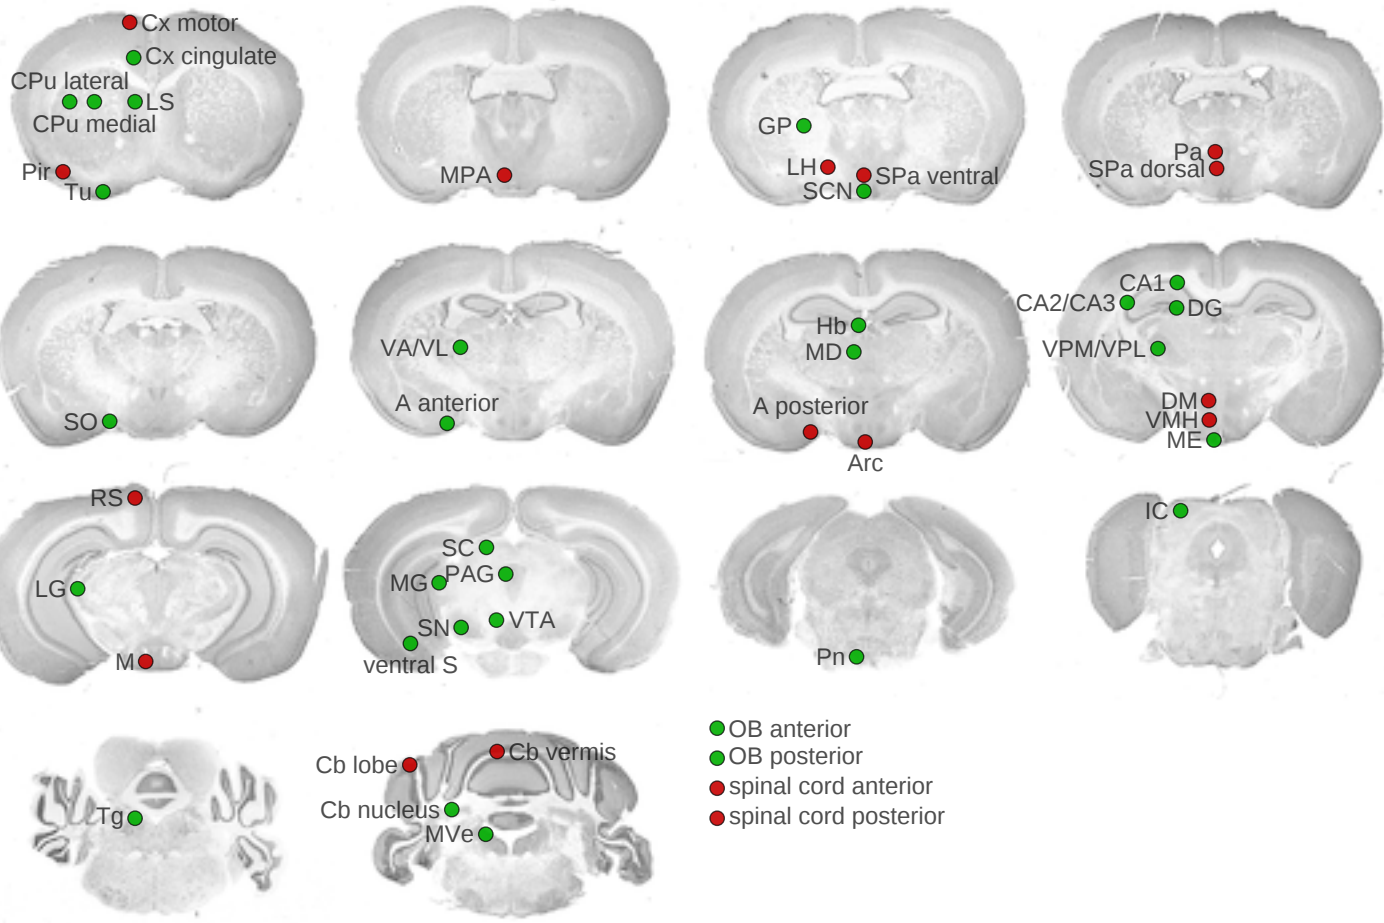 Cx motor
Cx cingulate
CPu lateral
LS
CPu medial
Pir
Tu
MPA
GP
LH
SPa ventral
SCN
Pa
SPa dorsal
SO
VA/VL
A anterior
Hb
MD
A posterior
Arc
CA1
CA2/CA3
DG
VPM/VPL
DM
VMH
ME
RS
LG
M
SC
MG
PAG
SN
VTA
ventral S
Pn
IC
Tg
Cb lobe
Cb vermis
Cb nucleus
MVe
OB anterior
OB posterior
spinal cord anterior
spinal cord posterior